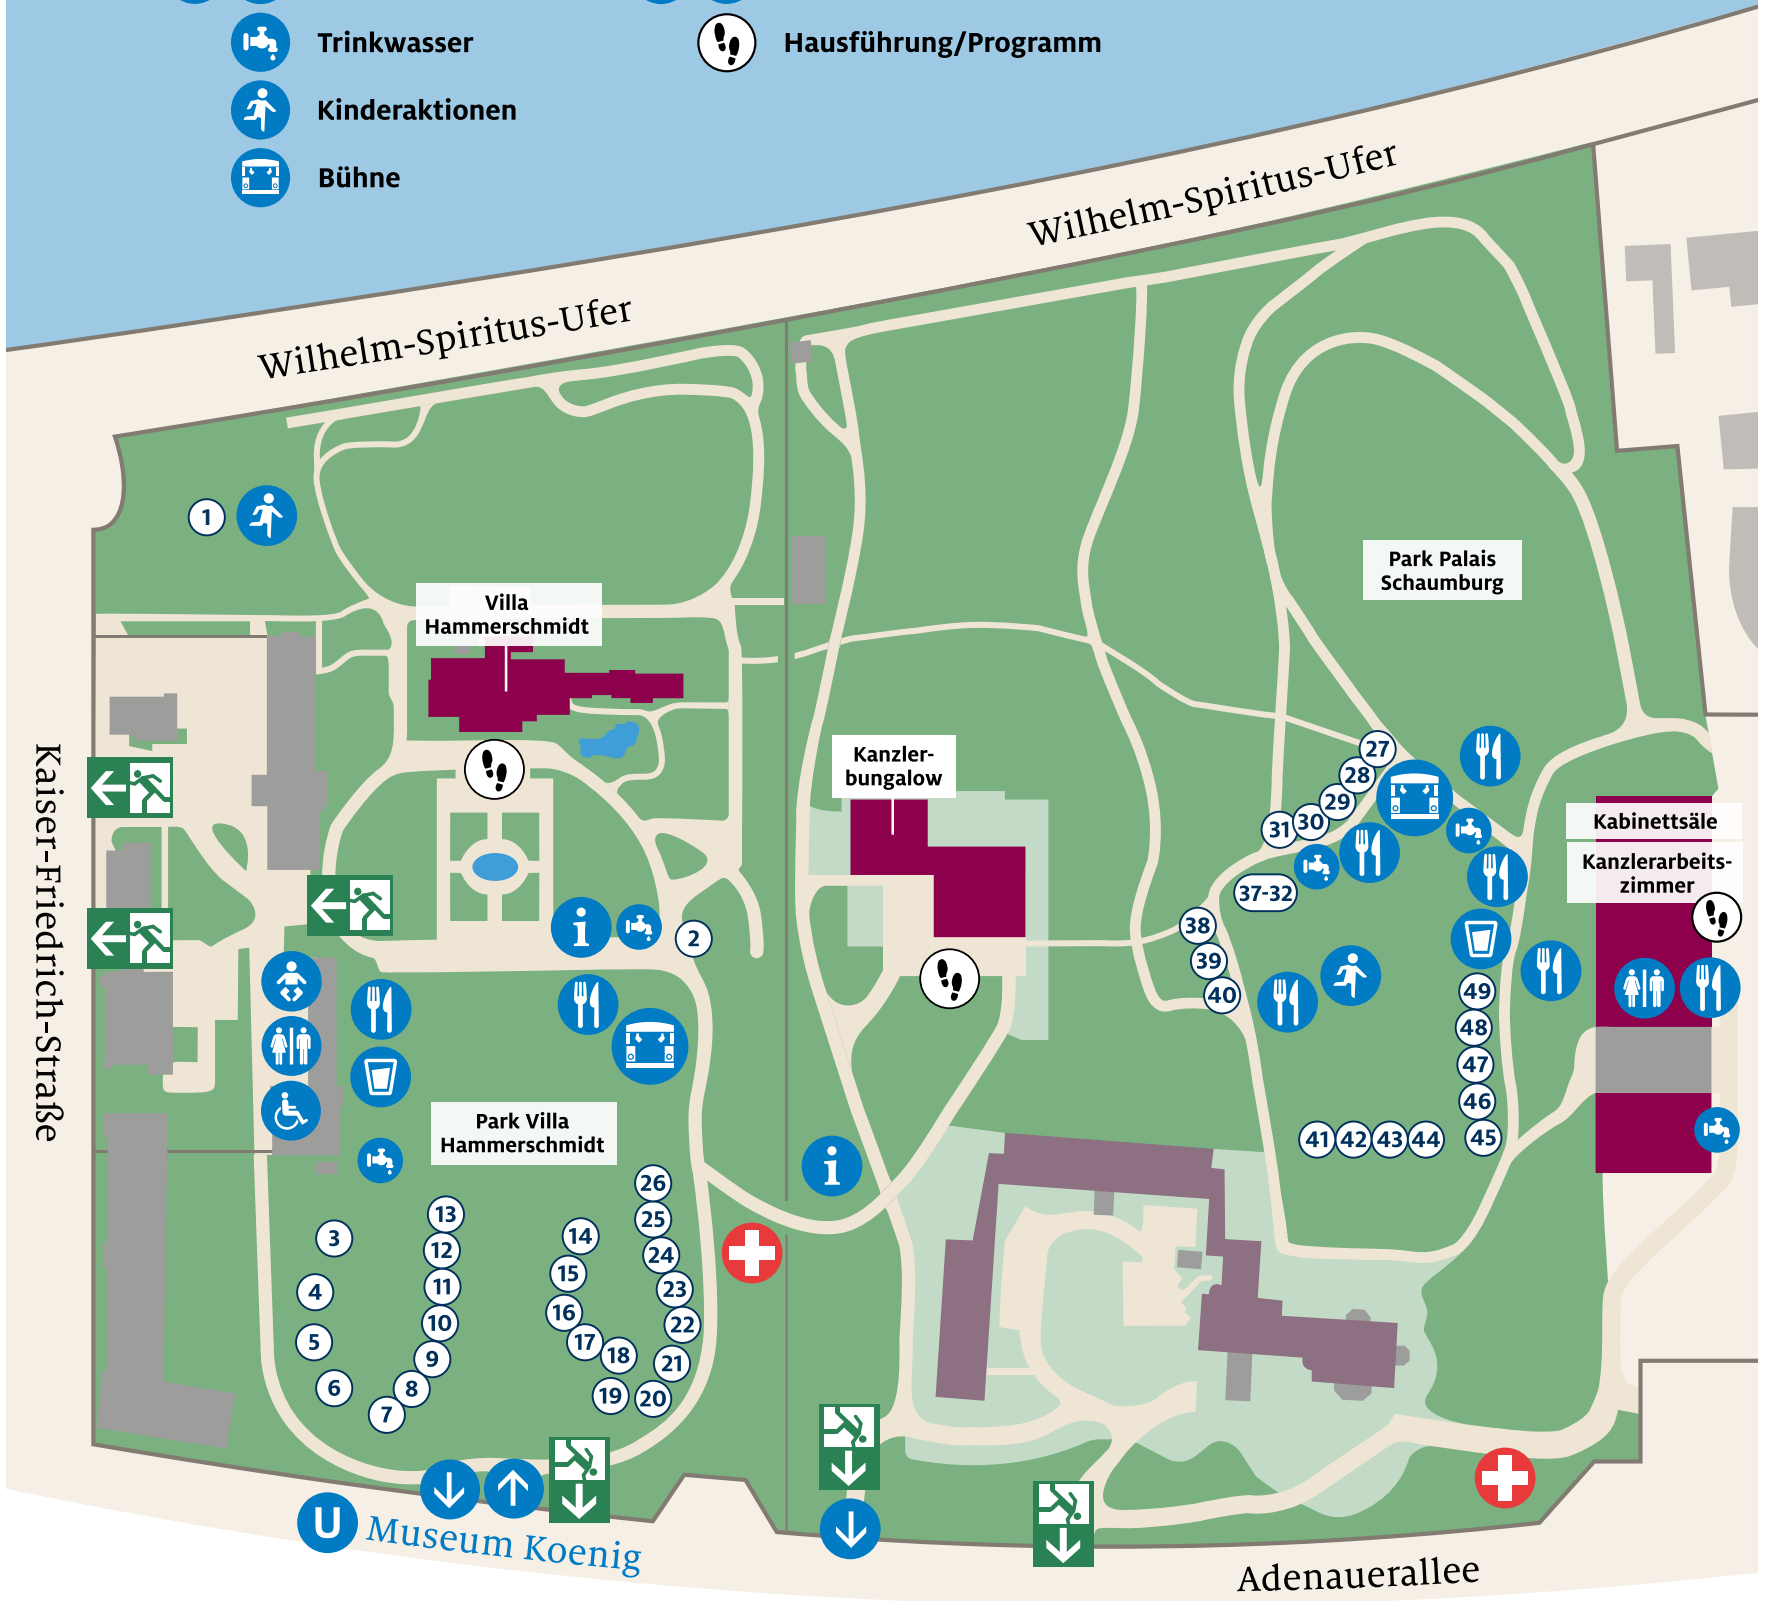 Trinkwasser
Hausführung/Programm
Kinderaktionen
Bühne
Wilhelm-Spiritus-Ufer
Wilhelm-Spiritus-Ufer
1
Park Palais
Schaumburg
Villa
Hammerschmidt
Kaiser-Friedrich-Straße
Kanzler-
bungalow
27
28
29
30
31
Kabinettsäle
Kanzlerarbeits-
zimmer
37-32
i
2
38
39
40
49
48
47
46
45
41 42 43 44
Park Villa
Hammerschmidt
i
26
25
24
23
22
21
20
19
18
17
16
15
14
13
12
11
10
9
8
7
3
4
5
6
U Museum Koenig
Adenauerallee